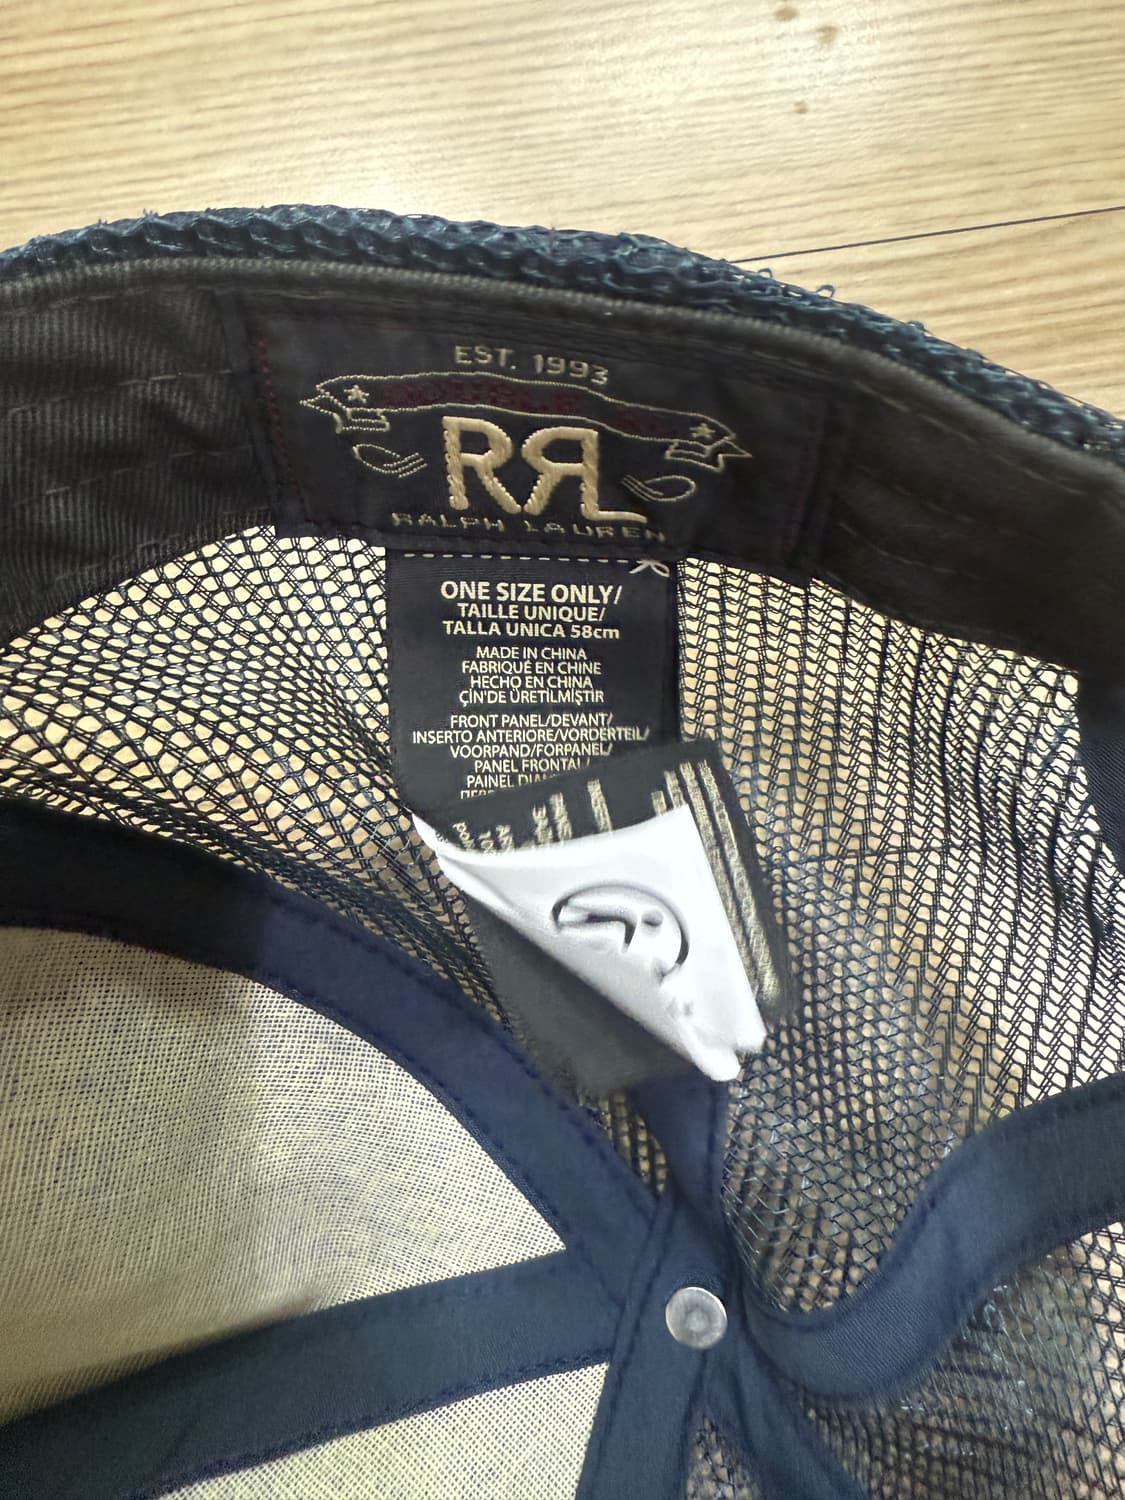 EST. 1993
RRL
RALPH LAUREN
ONE SIZE ONLY/
TAILLE UNIQUE/
TALLA UNICA 58cm
MADE IN CHINA
FABRIQUÉ EN CHINE
HECHO EN CHINA
ÇİN'DE ÜRETİLMİŞTİR
FRONT PANEL/DEVANT/
INSERTO ANTERIORE/VORDERTEIL/
VOORPAND/FORPANEL/
PANEL FRONTAL/
PAINEL